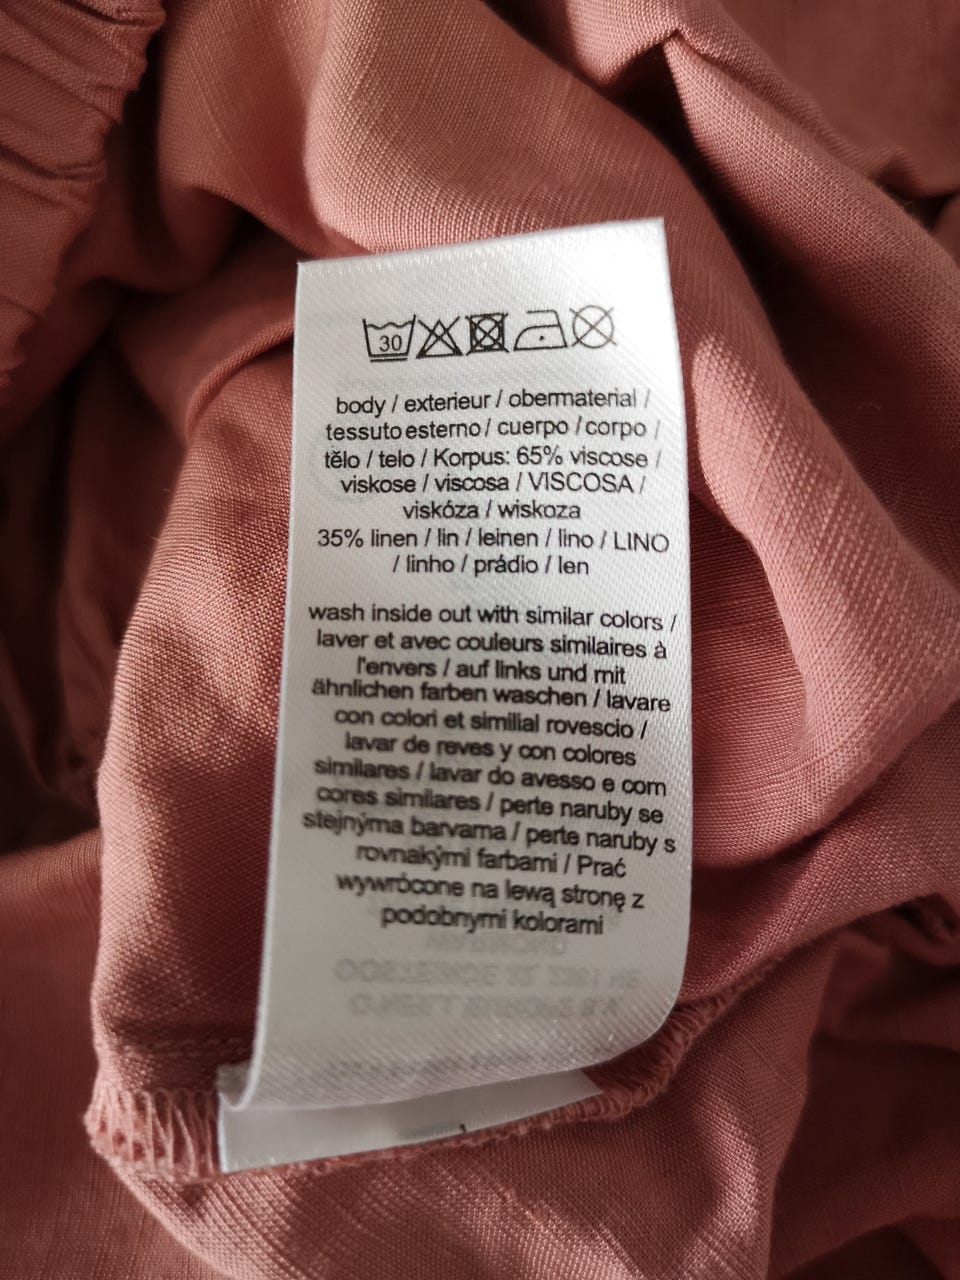 30
body / exterieur / obermaterial /
tessuto esterno / cuerpo / corpo /
tělo / telo / Korpus: 65% viscose /
viskose / viscosa / VISCOSA /
viskóza / wiskoza
35% linen / lin / leinen / lino / LINO
/ linho / prádio / len
wash inside out with similar colors /
laver et avec couleurs similaires à
l'envers / auf links und mit
ähnlichen farben waschen / lavare
con colori et similial rovescio /
lavar de reves y con colores
similares / lavar do avesso e com
cores similares / perte naruby se
stejnýma barvama / perte naruby s
rovnakými farbami / Prać
wywrócone na lewą stronę z
podobnymi kolorami